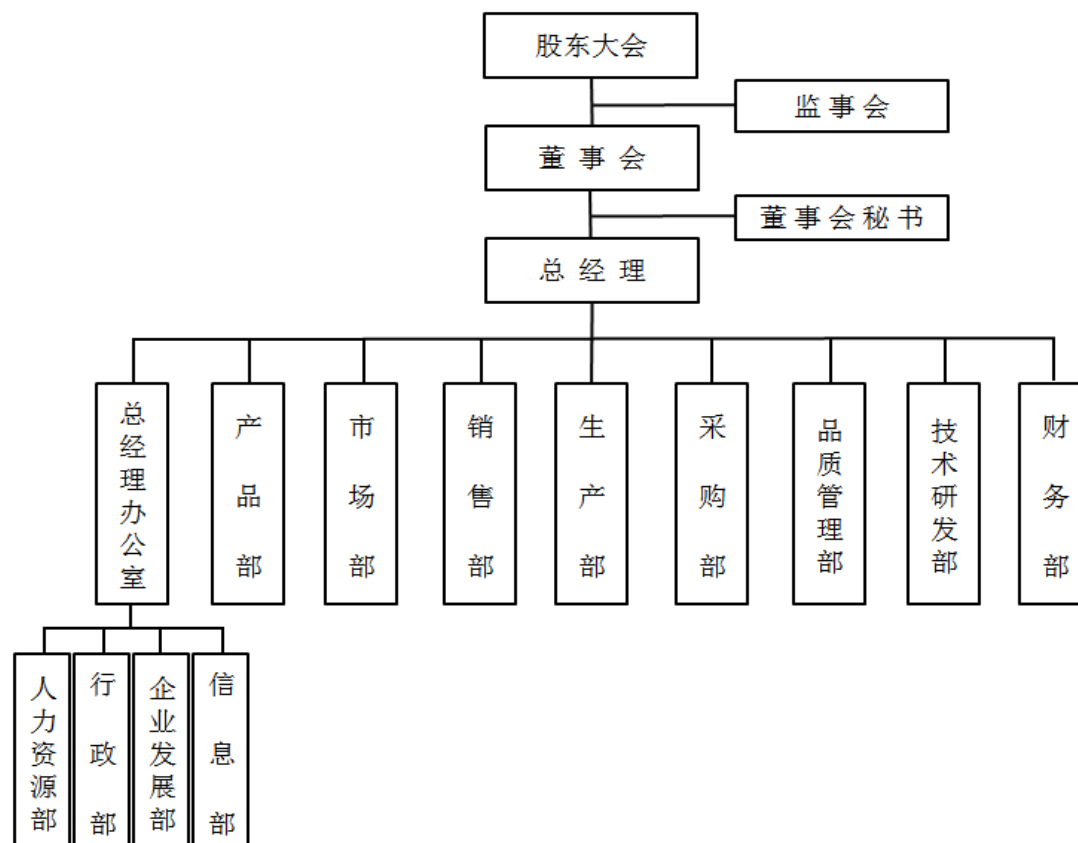 股东大会
监事会
董事会
董事会秘书
总经理
总经理办公室
产品部
市场部
销售部
生产部
采购部
品质管理部
技术研发部
财务部
人力资源部
行政部
企业发展部
信息部